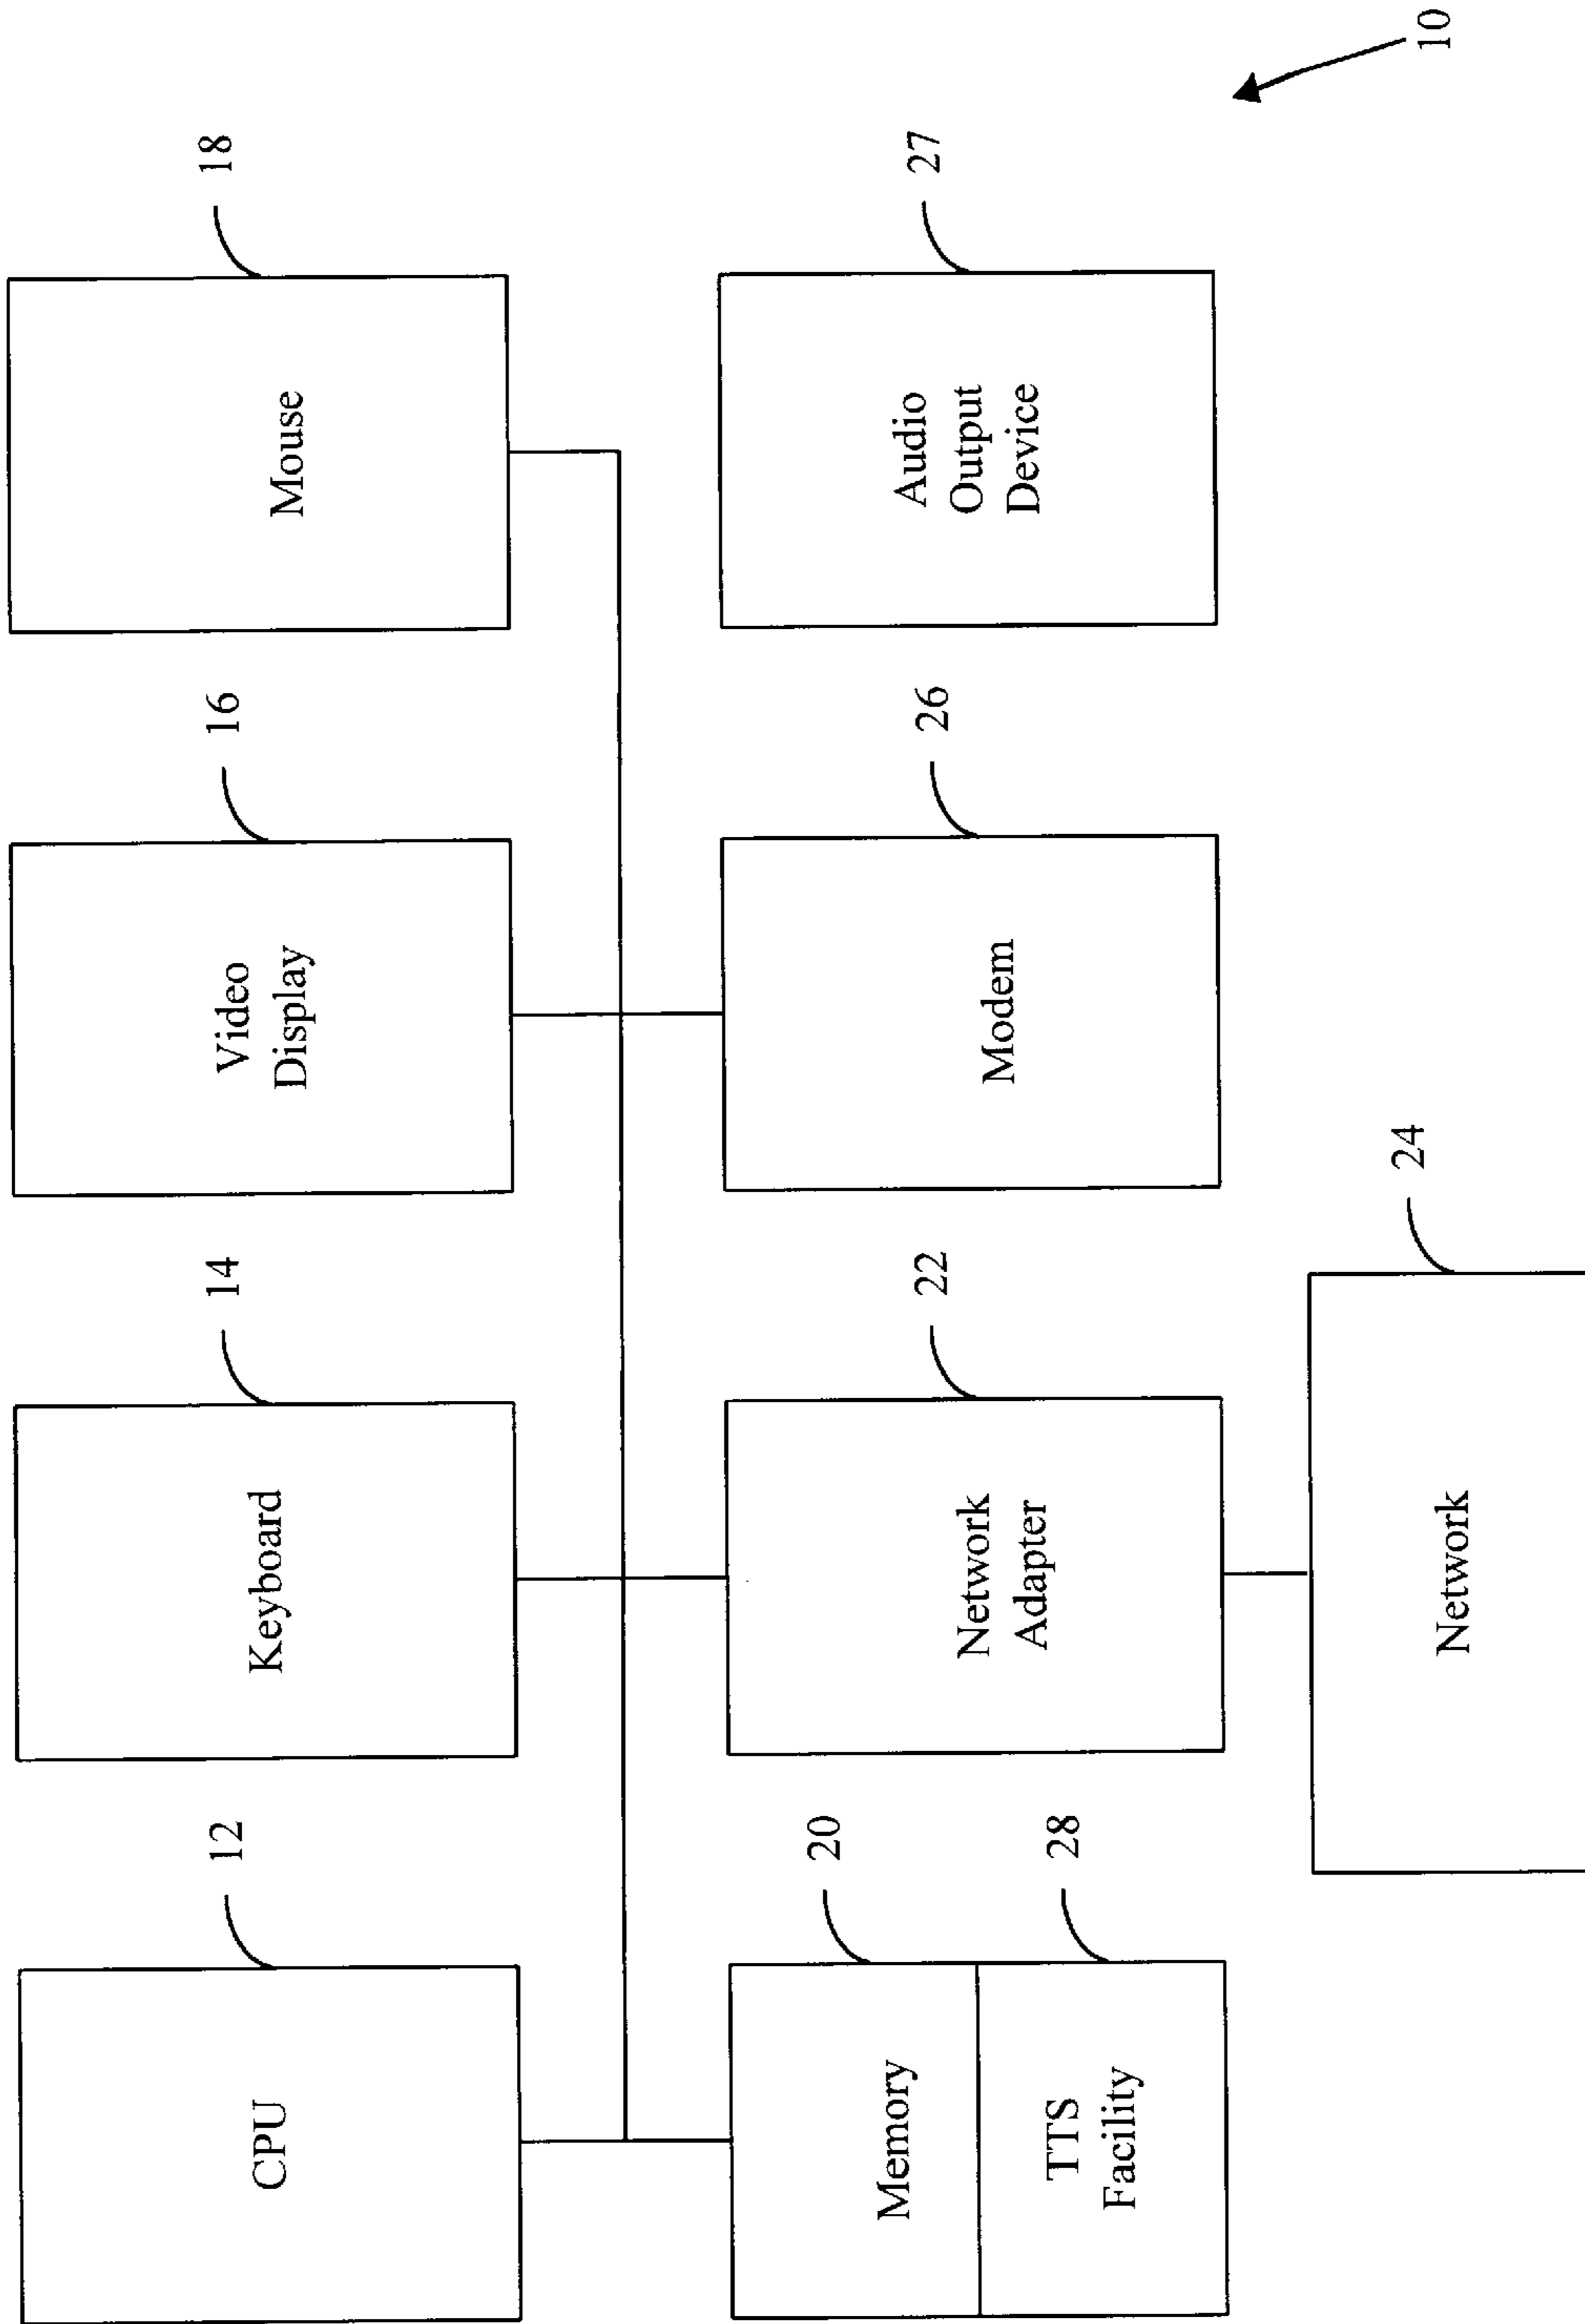 CPU
12
Keyboard
14
Video
Display
16
Mouse
18
Memory
20
TTS
Facility
28
Network
Adapter
22
Modem
26
Audio
Output
Device
27
Network
24
10